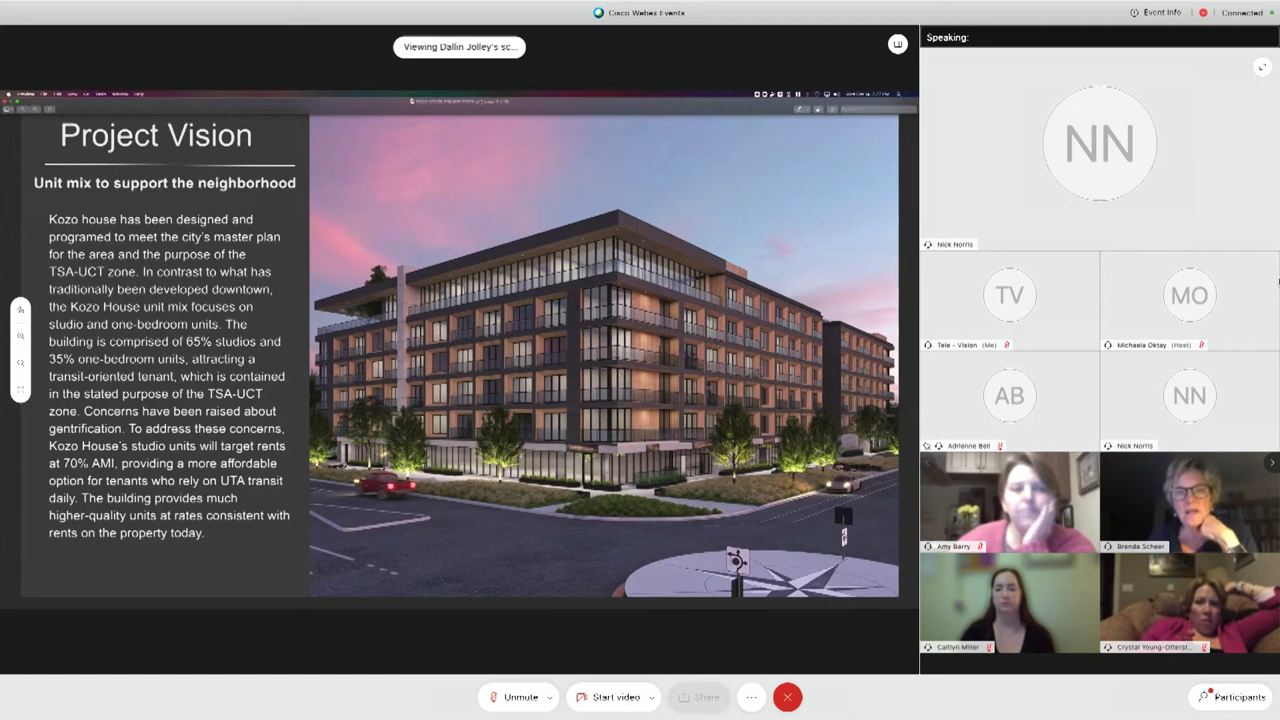 Cisco Webex Events
Event Info
Connected
Viewing Dallin Jolley's sc...
Speaking:
Project Vision
Unit mix to support the neighborhood
Kozo house has been designed and
programed to meet the city's master plan
for the area and the purpose of the
TSA-UCT zone. In contrast to what has
traditionally been developed downtown,
the Kozo House unit mix focuses on
studio and one-bedroom units. The
building is comprised of 65% studios and
35% one-bedroom units, attracting a
transit-oriented tenant, which is contained
in the stated purpose of the TSA-UCT
zone. Concerns have been raised about
gentrification. To address these concerns,
Kozo House's studio units will target rents
at 70% AMI, providing a more affordable
option for tenants who rely on UTA transit
daily. The building provides much
higher-quality units at rates consistent with
rents on the property today.
NN
Nick Norris
TV
MO
Tele - Vision (Me)
Michaela Oktay (Host)
AB
NN
Adrienne Bell
Nick Norris
Amy Barry
Brenda Scheer
Caitlyn Miller
Crystal Young-Otterst...
Unmute
Start video
Share
Participants